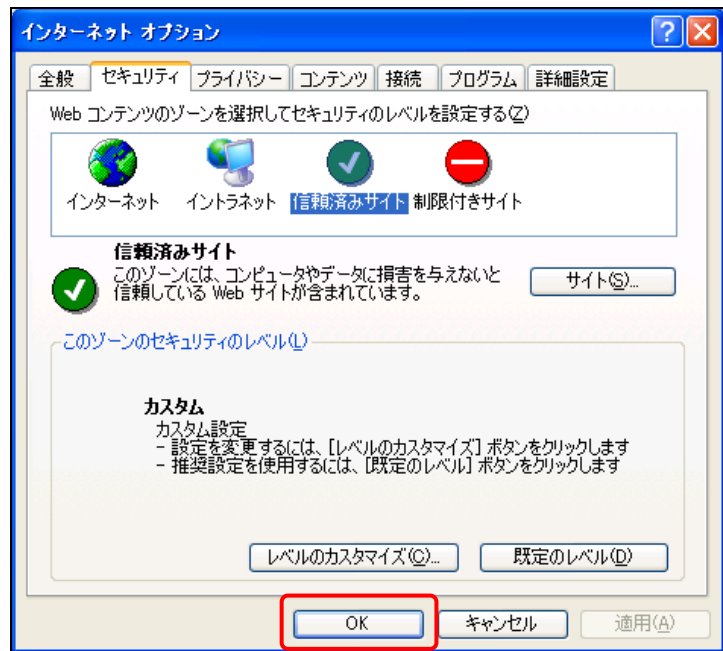 インターネット オプション
全般 セキュリティ プライバシー コンテンツ 接続 プログラム 詳細設定
Web コンテンツのゾーンを選択してセキュリティのレベルを設定する(Z)
インターネット イントラネット 信頼済みサイト 制限付きサイト
信頼済みサイト
このゾーンには、コンピュータやデータに損害を与えないと
信頼している Web サイトが含まれています。
サイト(S)...
このゾーンのセキュリティのレベル(L)
カスタム
カスタム設定
- 設定を変更するには、[レベルのカスタマイズ] ボタンをクリックします
- 推奨設定を使用するには、[既定のレベル] ボタンをクリックします
レベルのカスタマイズ(C)... 既定のレベル(D)
OK キャンセル 適用(A)